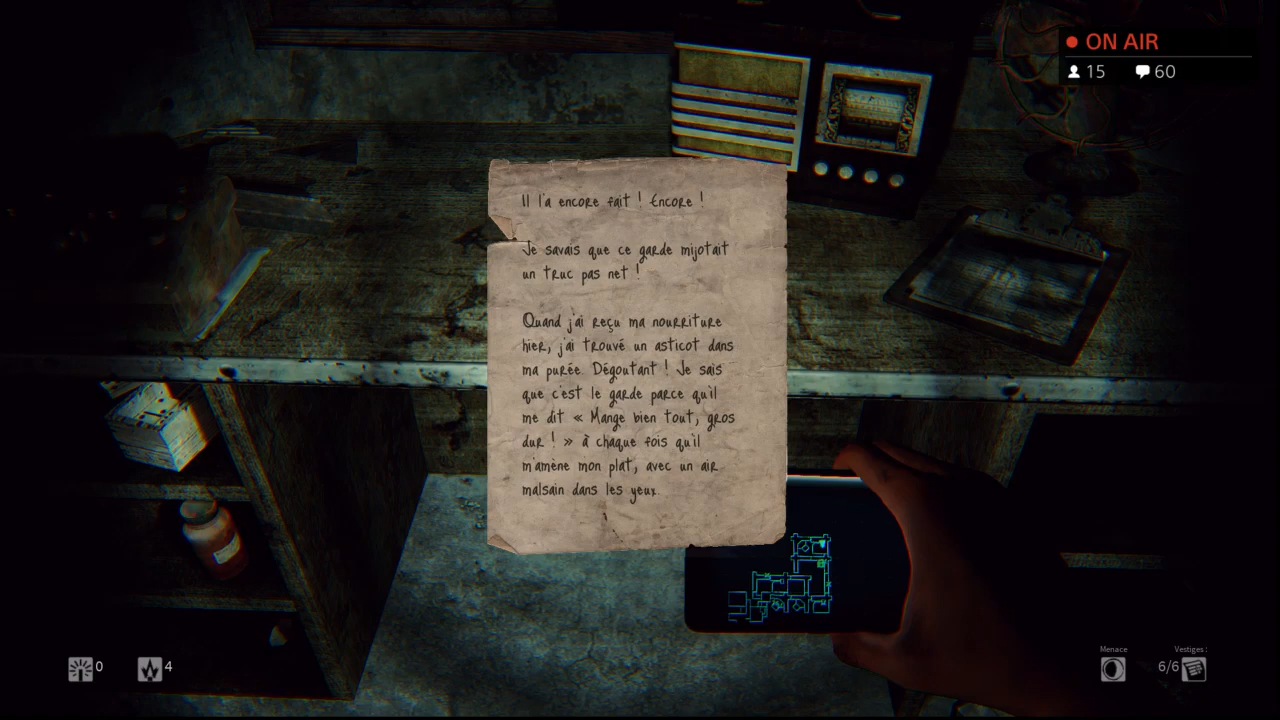 ON AIR
15 60
Il l'a encore fait ! Encore !
Je savais que ce garde mijotait
un truc pas net !
Quand j'ai reçu ma nourriture
hier, j'ai trouvé un asticot dans
ma purée. Dégoutant ! Je sais
que c'est le garde parce qu'il
me dit « Mange bien tout, gros
dur ! » à chaque fois qu'il
m'amène mon plat, avec un air
malsain dans les yeux.
0 4
Menace Vestiges :
6/6